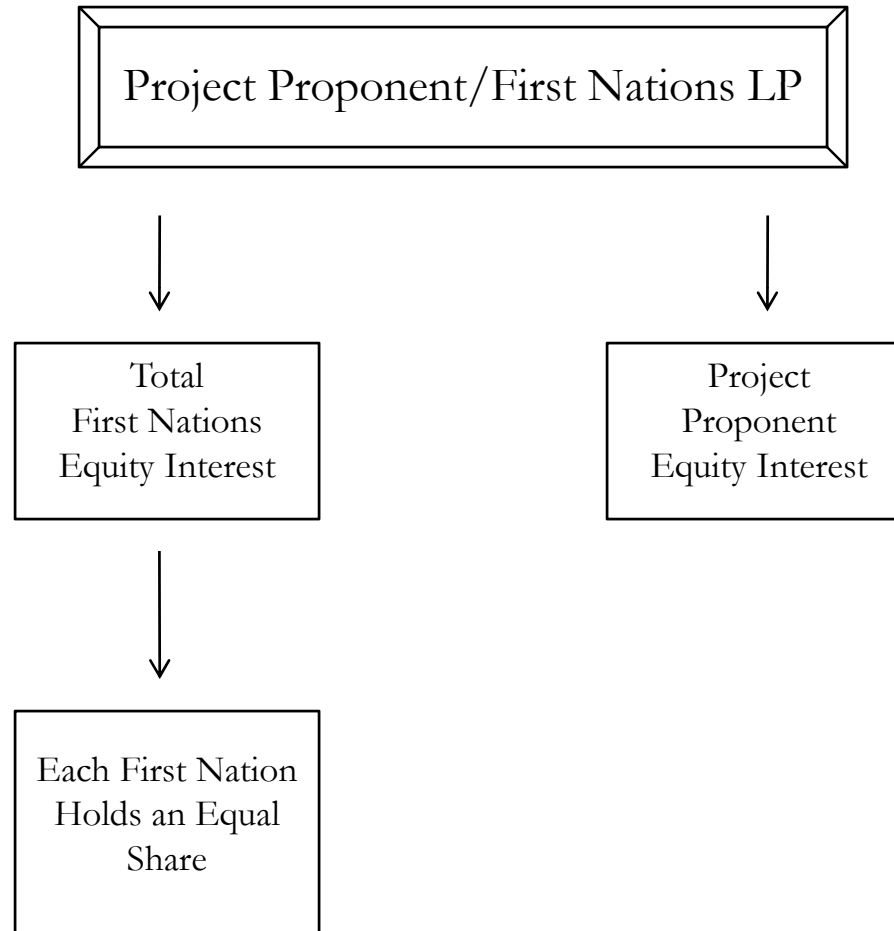 Project Proponent/First Nations LP
Total
First Nations
Equity Interest
Project
Proponent
Equity Interest
Each First Nation
Holds an Equal
Share